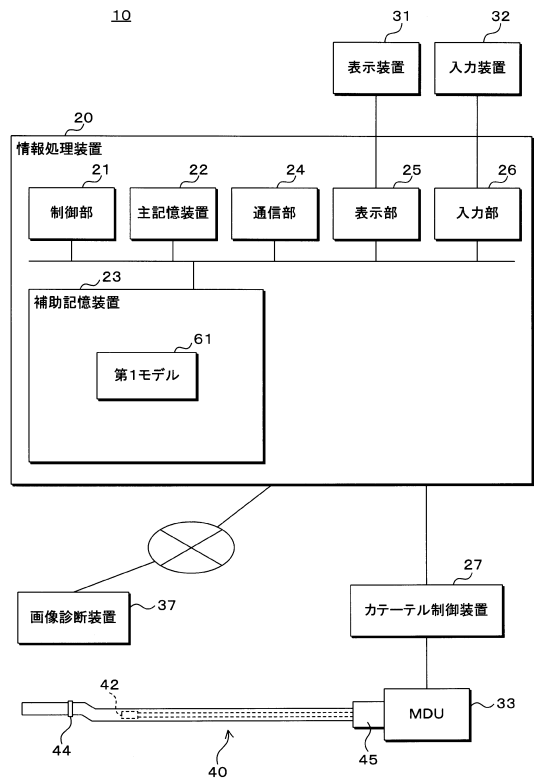 10
31
32
表示装置
入力装置
20
情報処理装置
21
22
24
25
26
制御部
主記憶装置
通信部
表示部
入力部
23
補助記憶装置
61
第1モデル
27
画像診断装置
37
カテーテル制御装置
42
MDU
33
44
45
40